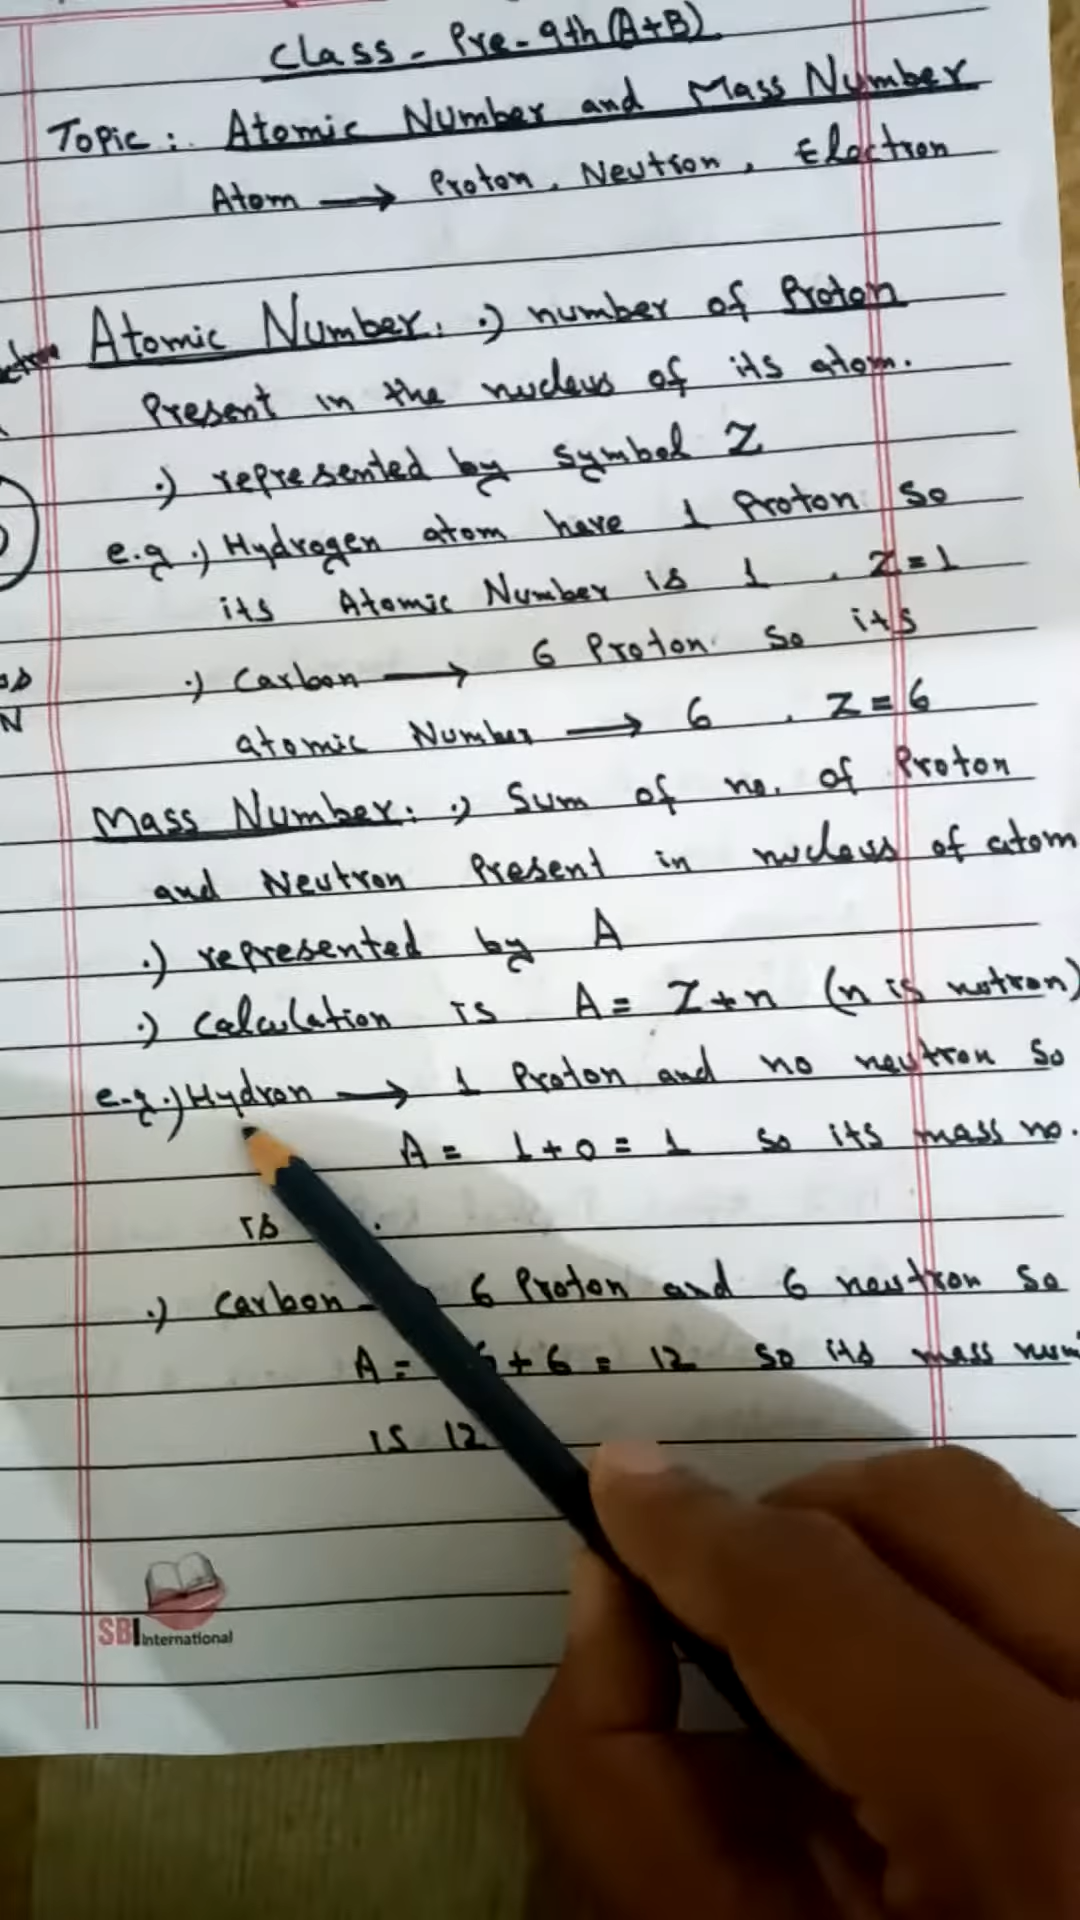 Class - Pre-9th (A+B)
Topic: Atomic Number and Mass Number
Atom → Proton, Neutron, Electron
Atomic Number: .) number of Proton
Present in the nucleus of its atom.
.) represented by symbol Z
e.g .) Hydrogen atom have 1 Proton so
its Atomic Number is 1 . Z=1
.) Carbon → 6 Proton so its
atomic Number → 6 . Z=6
Mass Number: .) Sum of no. of Proton
and Neutron Present in nucleus of atom
.) represented by A
.) Calculation is A = Z+n (n is notron)
e.g .) Hydron → 1 Proton and no neutron so
A = 1+0 = 1 so its mass no.
is
.) Carbon 6 Proton and 6 neutron so
A = 6+6 = 12 so its mass num
is 12
SBI International